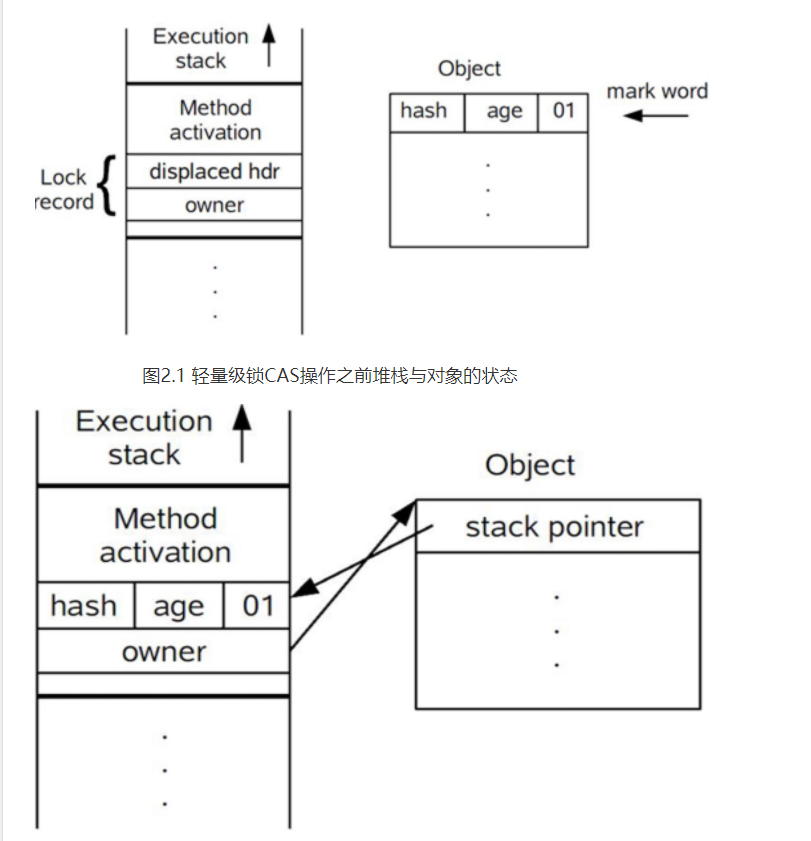 Execution
stack
Object
mark word
hash age 01
Method
activation
Lock
record
displaced hdr
owner
图2.1 轻量级锁CAS操作之前堆栈与对象的状态
Execution
stack
Object
stack pointer
Method
activation
hash age 01
owner